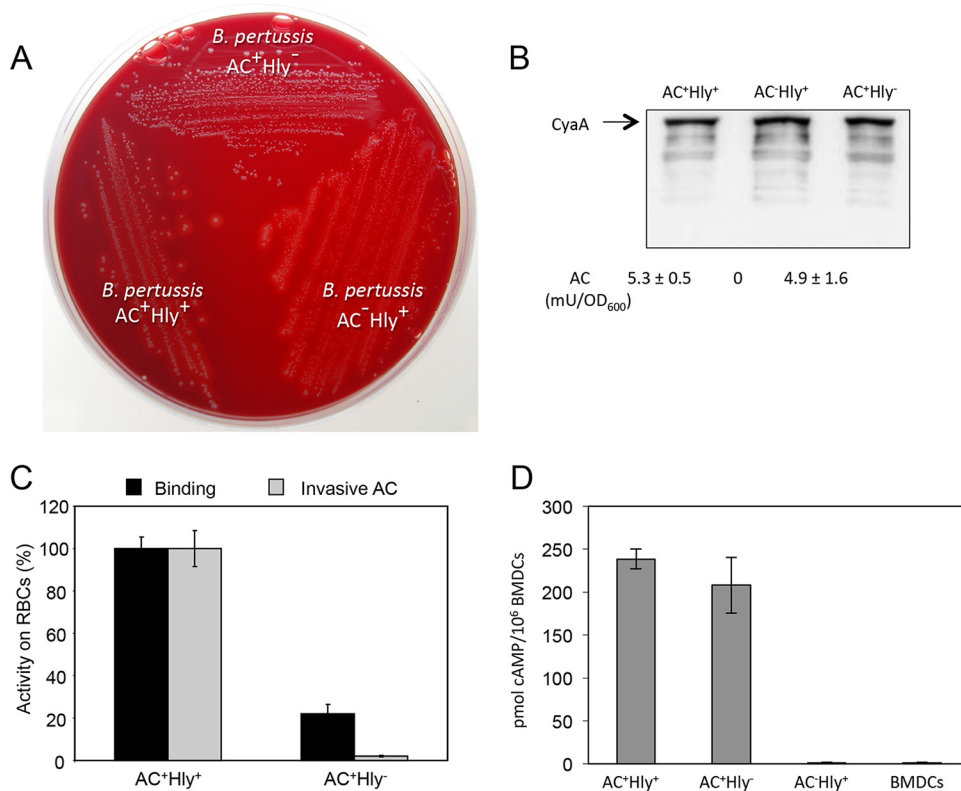 A
B. pertussis
AC⁺Hly⁻
B. pertussis
AC⁺Hly⁺
B. pertussis
AC⁻Hly⁺
B
AC⁺Hly⁺ AC⁻Hly⁺ AC⁺Hly⁻
CyaA
AC 5.3 ± 0.5 0 4.9 ± 1.6
(mU/OD₆₀₀)
C
Binding Invasive AC
Activity on RBCs (%)
120
100
80
60
40
20
0
AC⁺Hly⁺ AC⁺Hly⁻
D
pmol cAMP/10⁶ BMDCs
300
250
200
150
100
50
0
AC⁺Hly⁺ AC⁺Hly⁻ AC⁻Hly⁺ BMDCs